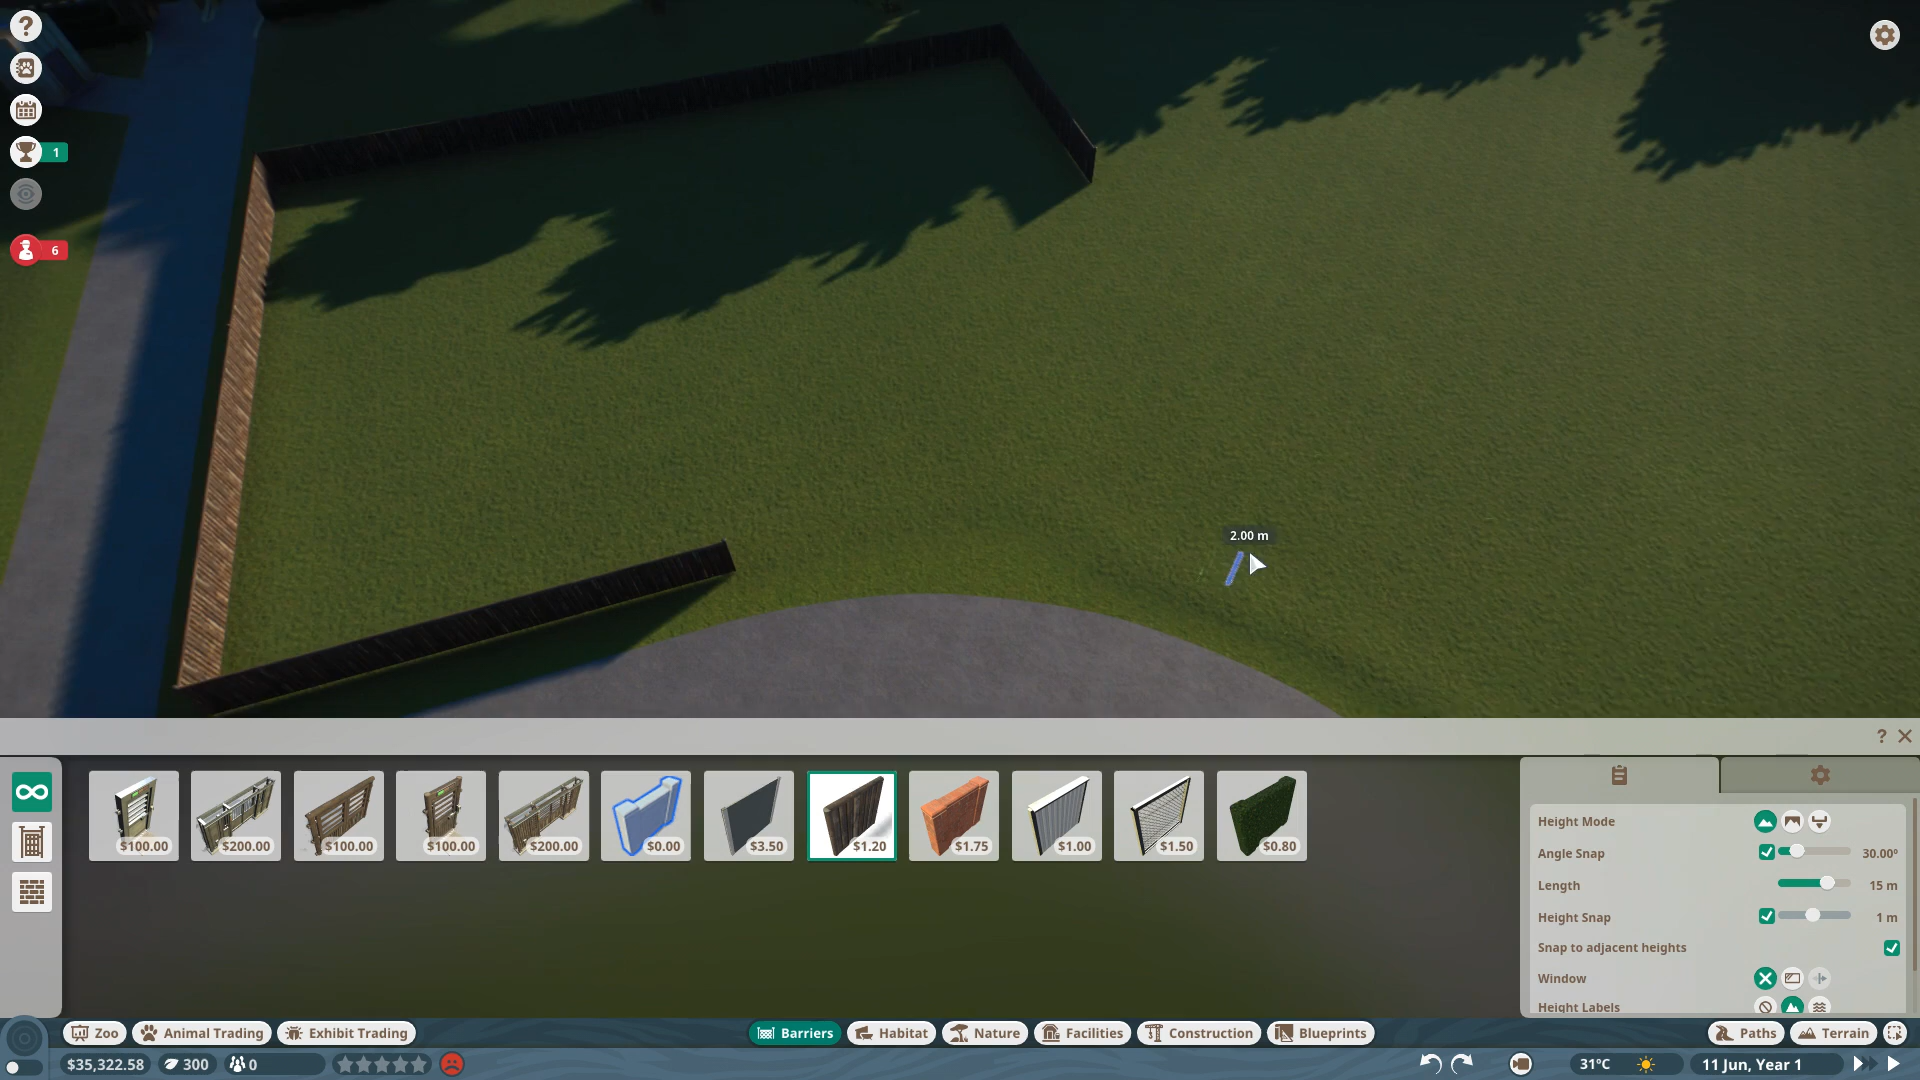 ?
1
6
2.00 m
?
$100.00
$200.00
$100.00
$100.00
$200.00
$0.00
$3.50
$1.20
$1.75
$1.00
$1.50
$0.80
Height Mode
Angle Snap 30.00º
Length 15 m
Height Snap 1 m
Snap to adjacent heights
Window
Height Labels
Zoo Animal Trading Exhibit Trading Barriers Habitat Nature Facilities Construction Blueprints Paths Terrain
$35,322.58 300 0 31ºC 11 Jun, Year 1